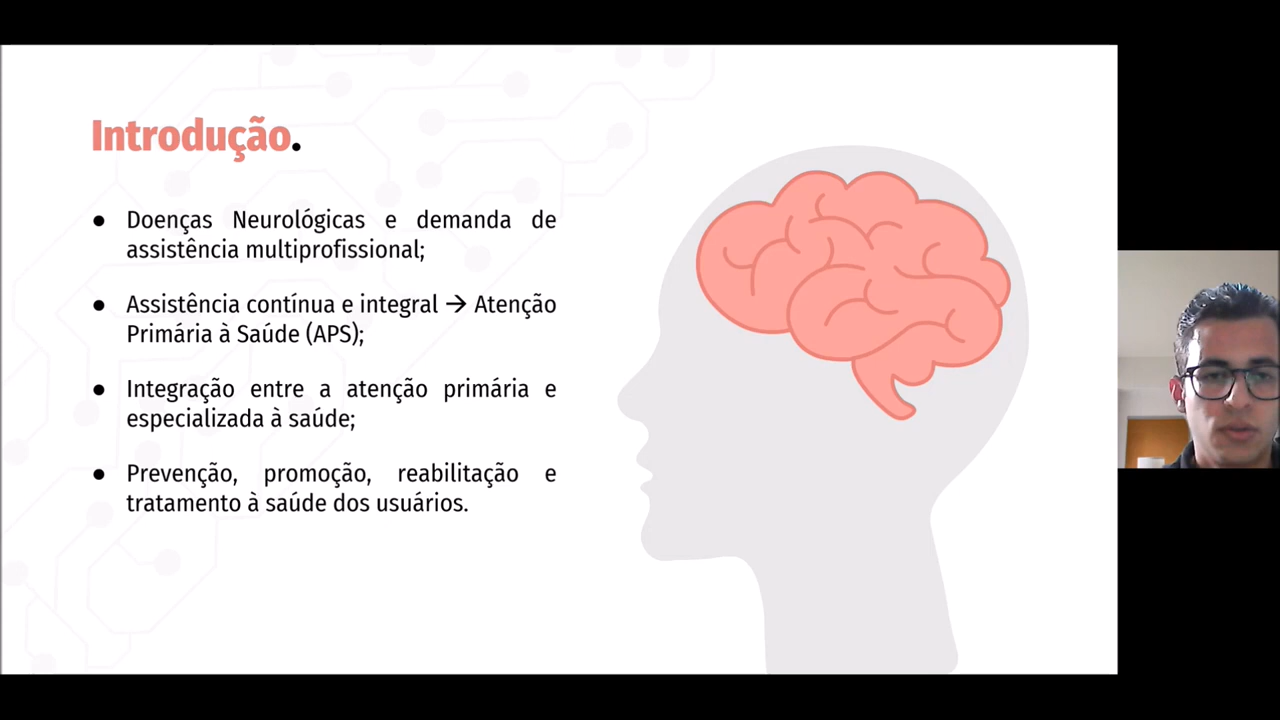 Introdução.
● Doenças Neurológicas e demanda de
assistência multiprofissional;
● Assistência contínua e integral → Atenção
Primária à Saúde (APS);
● Integração entre a atenção primária e
especializada à saúde;
● Prevenção, promoção, reabilitação e
tratamento à saúde dos usuários.